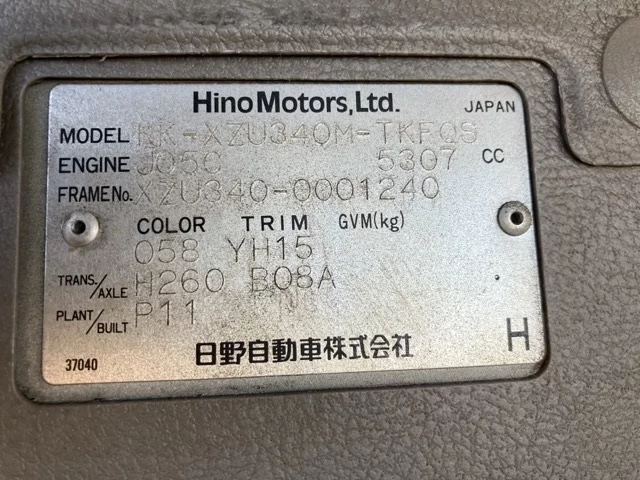 Hino Motors, Ltd. JAPAN
MODEL KK-XZU340M-TKFQS
ENGINE J05C 5307 CC
FRAME No. XZU340-0001240
COLOR TRIM GVM(kg)
058 YH15
TRANS./AXLE H260 B08A
PLANT/BUILT P11
日野自動車株式会社 H
37040